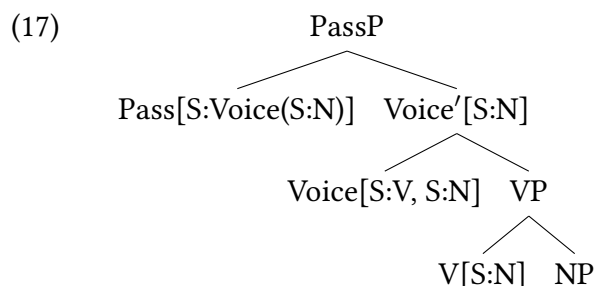 (17) PassP
Pass[S:Voice(S:N)] Voice′[S:N]
Voice[S:V, S:N] VP
V[S:N] NP